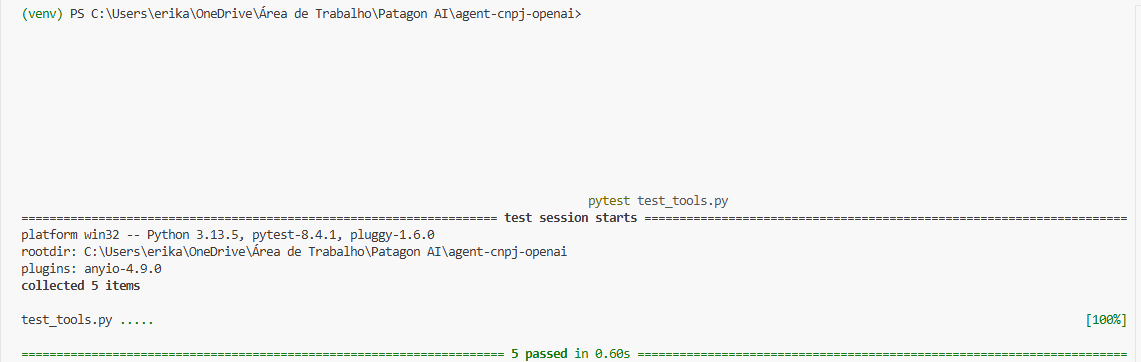 (venv) PS C:\Users\erika\OneDrive\Área de Trabalho\Patagon AI\agent-cnpj-openai>
pytest test_tools.py
==================================================================== test session starts =====================================================================
platform win32 -- Python 3.13.5, pytest-8.4.1, pluggy-1.6.0
rootdir: C:\Users\erika\OneDrive\Área de Trabalho\Patagon AI\agent-cnpj-openai
plugins: anyio-4.9.0
collected 5 items
test_tools.py ..... [100%]
===================================================================== 5 passed in 0.60s ======================================================================